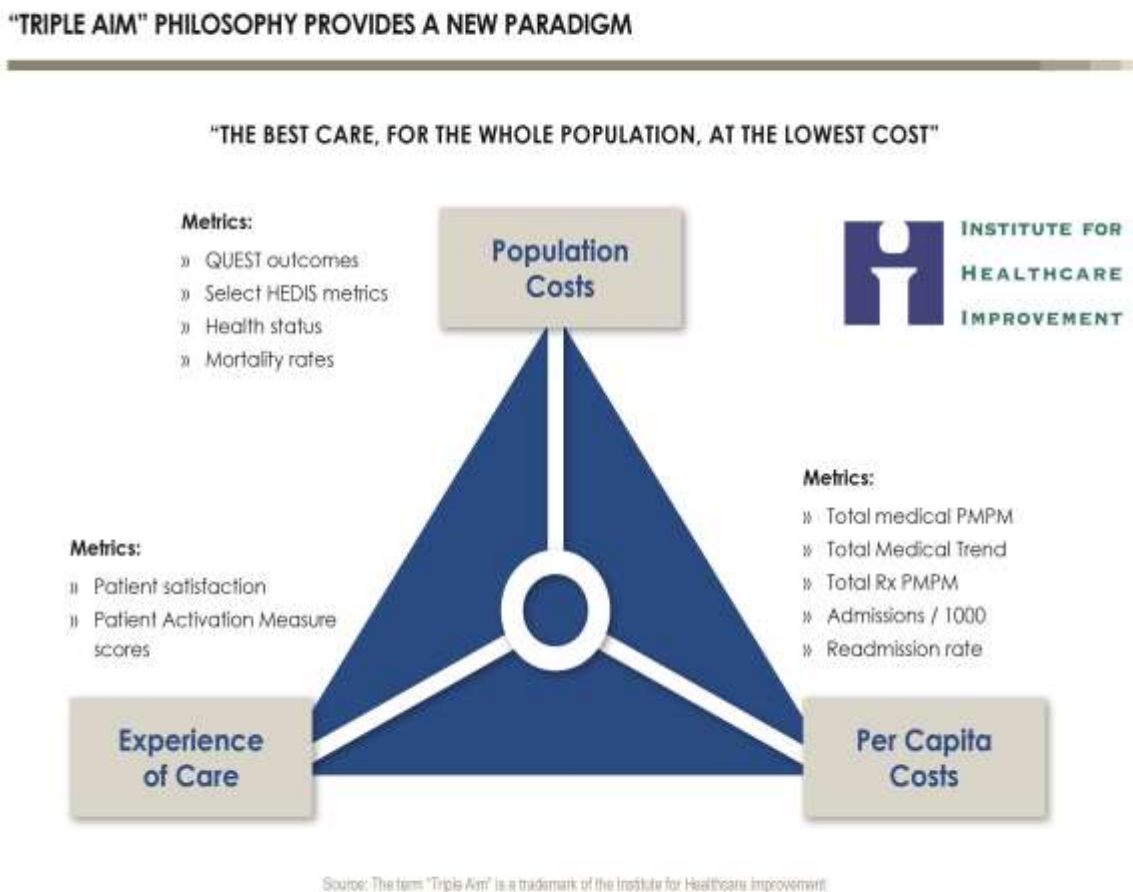 “TRIPLE AIM” PHILOSOPHY PROVIDES A NEW PARADIGM
“THE BEST CARE, FOR THE WHOLE POPULATION, AT THE LOWEST COST”
Metrics:
» QUEST outcomes
» Select HEDIS metrics
» Health status
» Mortality rates
Population
Costs
INSTITUTE FOR
HEALTHCARE
IMPROVEMENT
Metrics:
» Total medical PMPM
» Total Medical Trend
» Total Rx PMPM
» Admissions / 1000
» Readmission rate
Metrics:
» Patient satisfaction
» Patient Activation Measure
scores
Experience
of Care
Per Capita
Costs
Source: The term “Triple Aim” is a trademark of the Institute for Healthcare Improvement